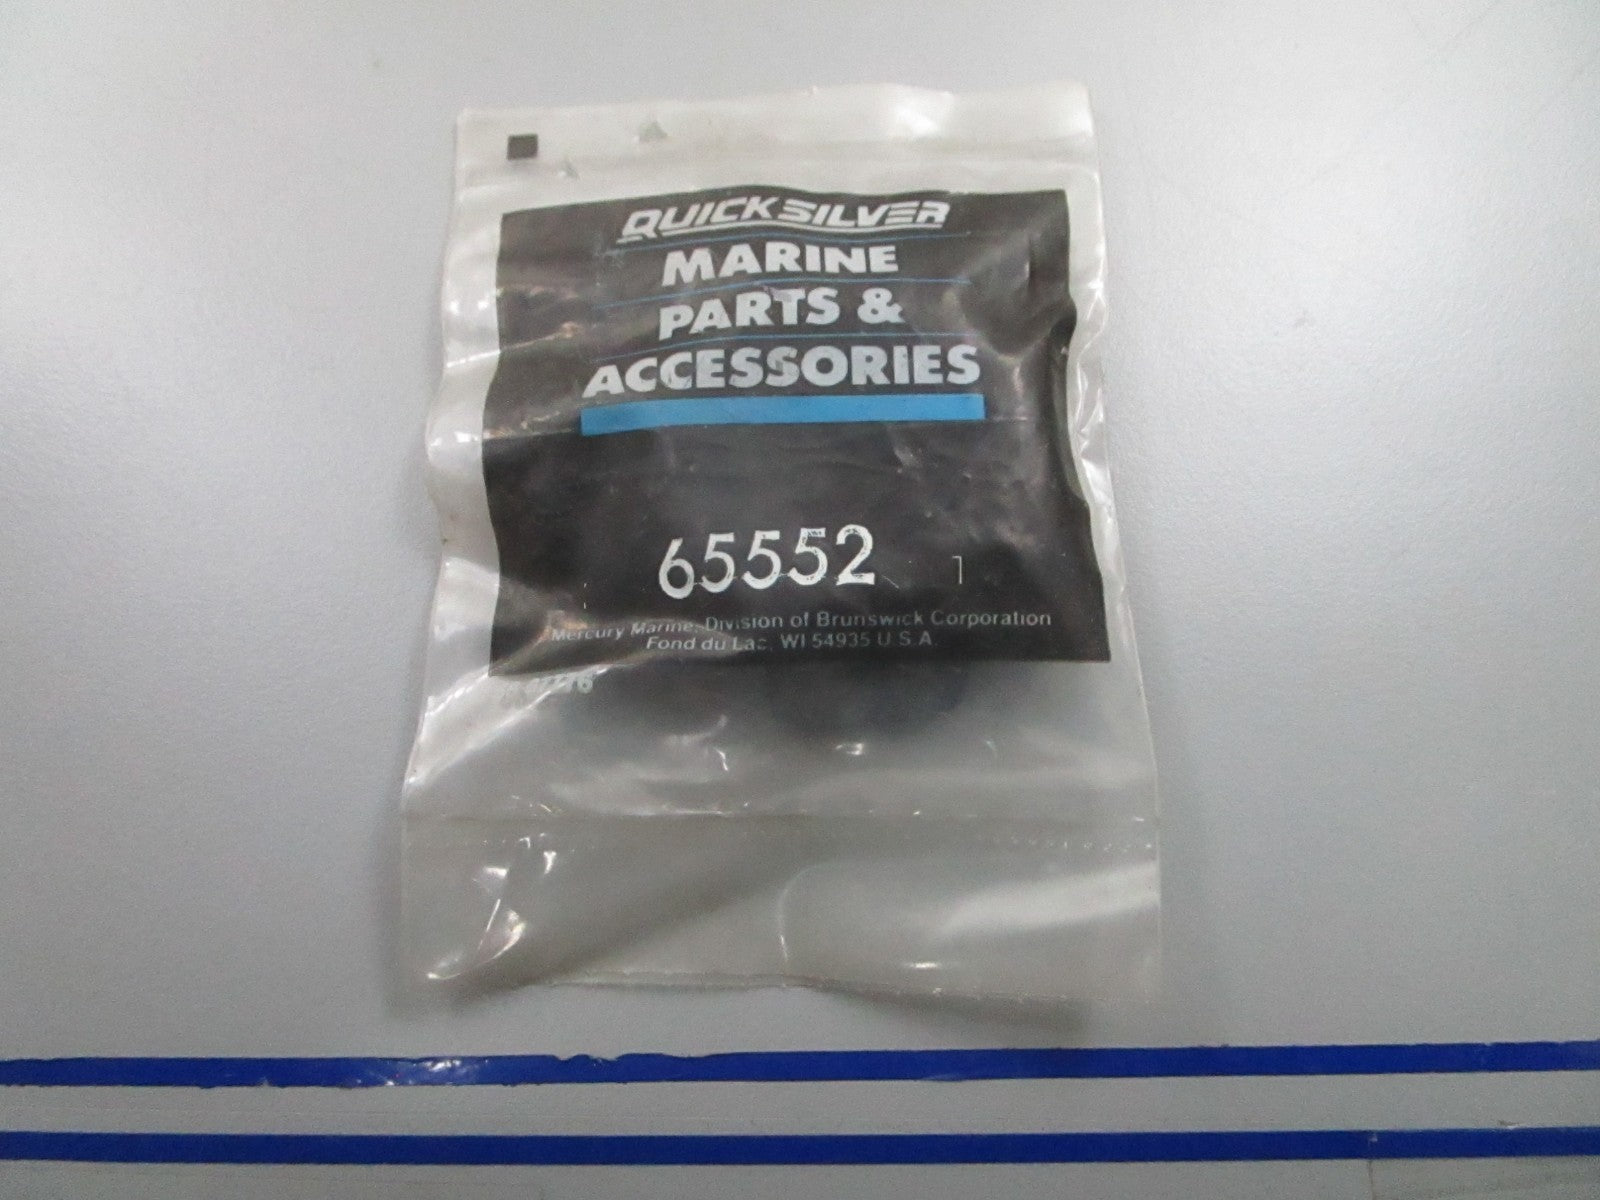 QUICKSILVER
MARINE
PARTS &
ACCESSORIES
65552 1
Mercury Marine, Division of Brunswick Corporation
Fond du Lac, WI 54935 U.S.A.